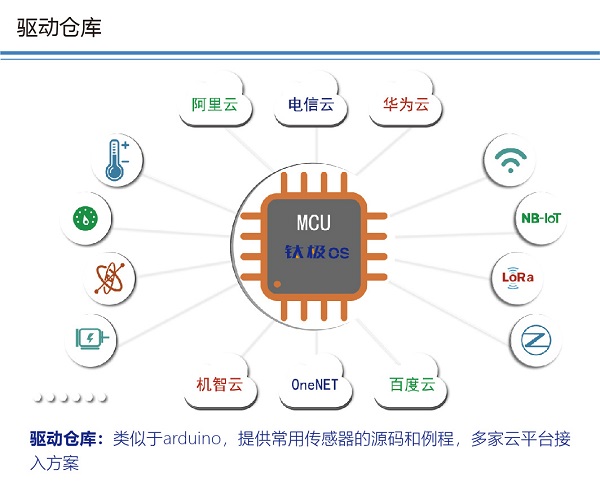 驱动仓库
阿里云
电信云
华为云
MCU
钛极OS
NB-IoT
LoRa
机智云
OneNET
百度云
驱动仓库：类似于arduino，提供常用传感器的源码和例程，多家云平台接
入方案